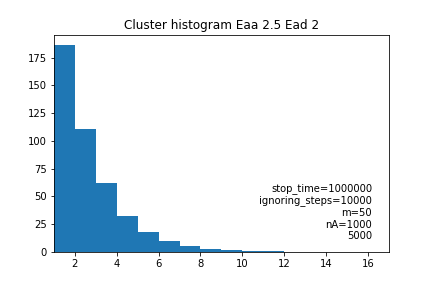 Cluster histogram Eaa 2.5 Ead 2
175
150
125
100
75
50
25
0
stop_time=1000000
ignoring_steps=10000
m=50
nA=1000
5000
2 4 6 8 10 12 14 16